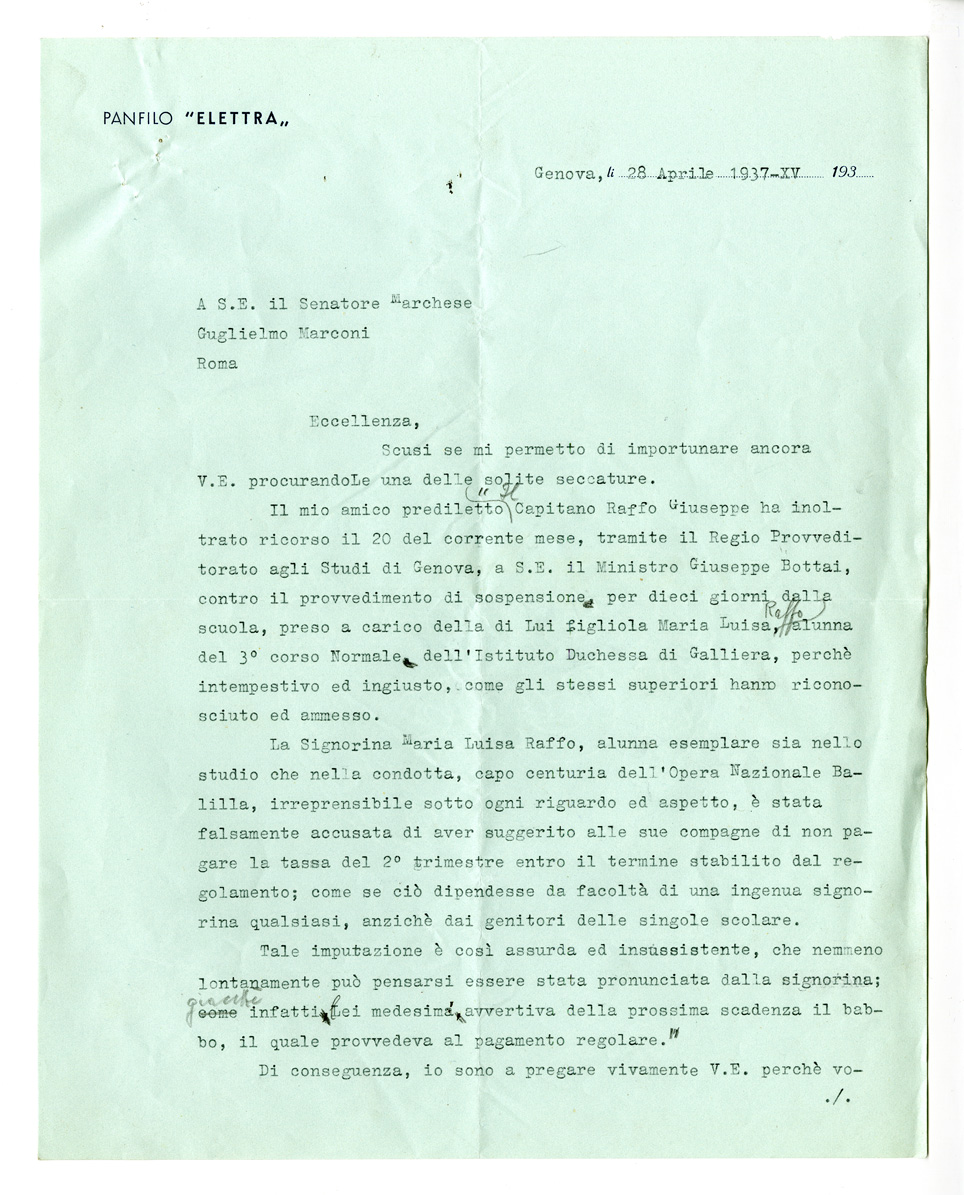 PANFILO "ELETTRA„
Genova, li 28 Aprile 1937-XV 193
A S.E. il Senatore Marchese
Guglielmo Marconi
Roma
Eccellenza,
Scusi se mi permetto di importunare ancora
V.E. procurandoLe una delle solite seccature.
" Il
Il mio amico prediletto Capitano Raffo Giuseppe ha inol-
trato ricorso il 20 del corrente mese, tramite il Regio Provvedi-
torato agli Studi di Genova, a S.E. il Ministro Giuseppe Bottai,
contro il provvedimento di sospensione, per dieci giorni dalla
Raffo
scuola, preso a carico della di Lui figliola Maria Luisa, alunna
del 3° corso Normale, dell'Istituto Duchessa di Galliera, perchè
intempestivo ed ingiusto, come gli stessi superiori hanno ricono-
sciuto ed ammesso.
La Signorina Maria Luisa Raffo, alunna esemplare sia nello
studio che nella condotta, capo centuria dell'Opera Nazionale Ba-
lilla, irreprensibile sotto ogni riguardo ed aspetto, è stata
falsamente accusata di aver suggerito alle sue compagne di non pa-
gare la tassa del 2° trimestre entro il termine stabilito dal re-
golamento; come se ciò dipendesse da facoltà di una ingenua signo-
rina qualsiasi, anzichè dai genitori delle singole scolare.
Tale imputazione è così assurda ed insussistente, che nemmeno
lontanamente può pensarsi essere stata pronunciata dalla signorina;
giacchè
come infatti, Lei medesima, avvertiva della prossima scadenza il bab-
bo, il quale provvedeva al pagamento regolare."
Di conseguenza, io sono a pregare vivamente V.E. perchè vo-
./.